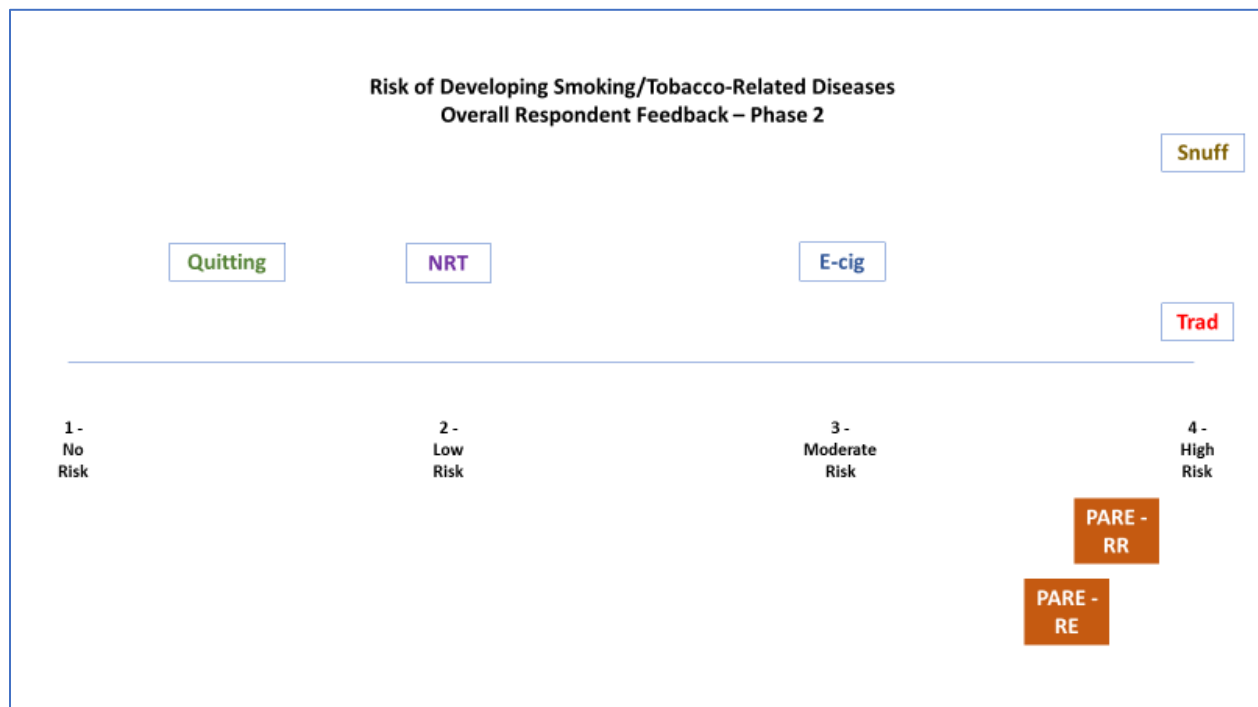 Risk of Developing Smoking/Tobacco-Related Diseases
Overall Respondent Feedback – Phase 2
Snuff
Quitting
NRT
E-cig
Trad
1 -
No
Risk
2 -
Low
Risk
3 -
Moderate
Risk
4 -
High
Risk
PARE -
RR
PARE -
RE